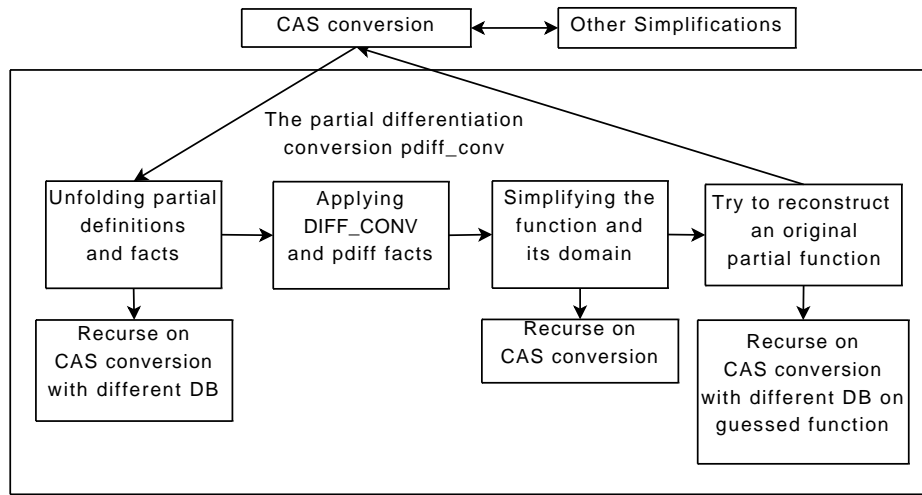 CAS conversion
Other Simplifications
The partial differentiation
conversion pdiff_conv
Unfolding partial
definitions
and facts
Applying
DIFF_CONV
and pdiff facts
Simplifying the
function and
its domain
Try to reconstruct
an original
partial function
Recurse on
CAS conversion
with different DB
Recurse on
CAS conversion
Recurse on
CAS conversion
with different DB on
guessed function